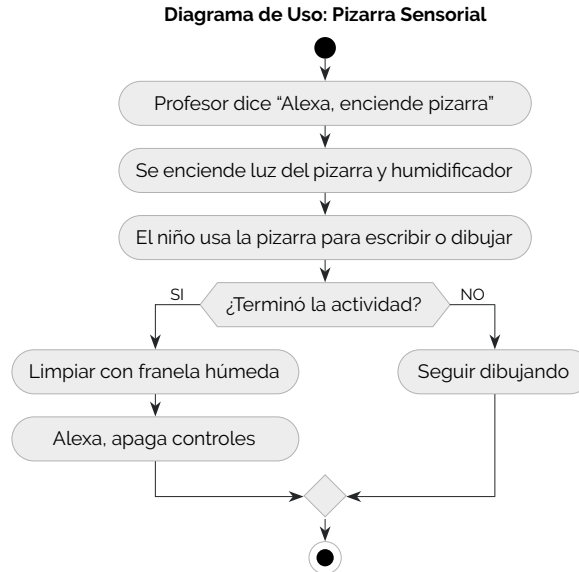 Diagrama de Uso: Pizarra Sensorial
Profesor dice “Alexa, enciende pizarra”
Se enciende luz del pizarra y humidificador
El niño usa la pizarra para escribir o dibujar
SI
¿Terminó la actividad?
NO
Limpiar con franela húmeda
Seguir dibujando
Alexa, apaga controles